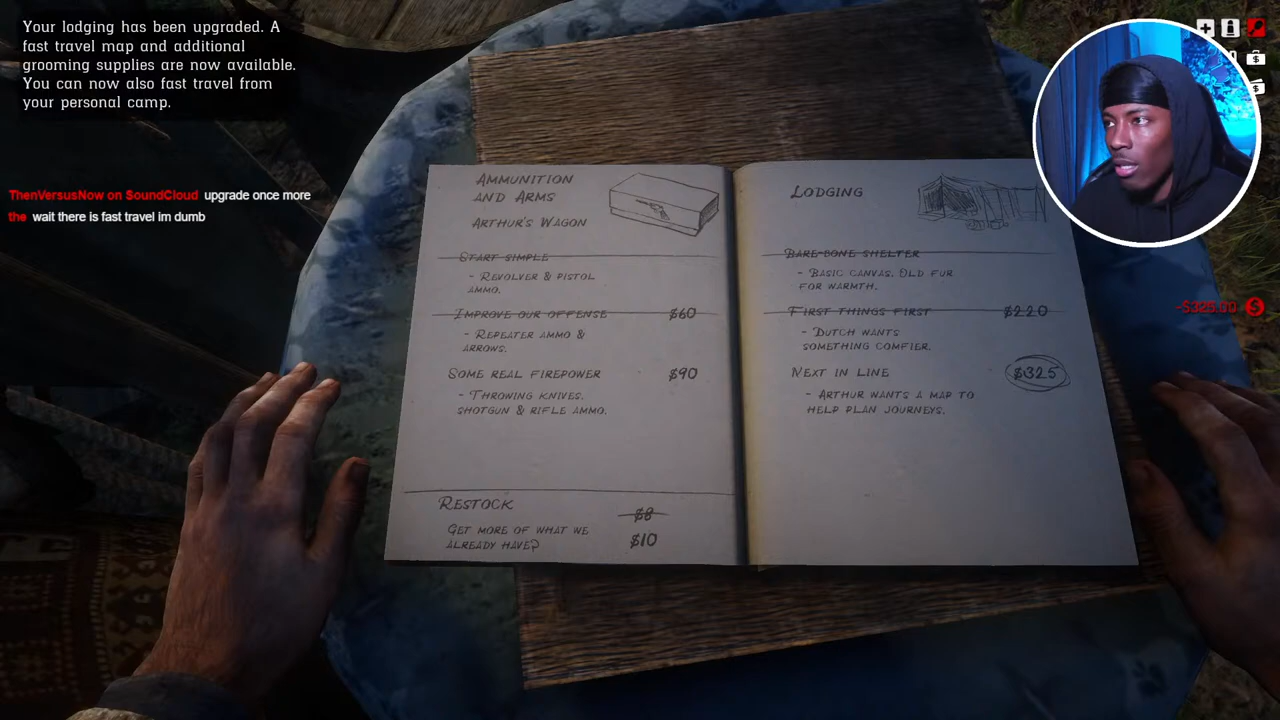 Your lodging has been upgraded. A
fast travel map and additional
grooming supplies are now available.
You can now also fast travel from
your personal camp.
ThenVersusNow on SoundCloud upgrade once more
the wait there is fast travel im dumb
AMMUNITION
AND ARMS
ARTHUR'S WAGON
START SIMPLE
- REVOLVER & PISTOL
AMMO.
IMPROVE OUR OFFENSE $60
- REPEATER AMMO &
ARROWS.
SOME REAL FIREPOWER $90
- THROWING KNIVES.
SHOTGUN & RIFLE AMMO.
RESTOCK $8
GET MORE OF WHAT WE
ALREADY HAVE? $10
LODGING
BARE-BONE SHELTER
- BASIC CANVAS. OLD FUR
FOR WARMTH.
FIRST THINGS FIRST $220
- DUTCH WANTS
SOMETHING COMFIER.
NEXT IN LINE $325
- ARTHUR WANTS A MAP TO
HELP PLAN JOURNEYS.
-$325.00 $